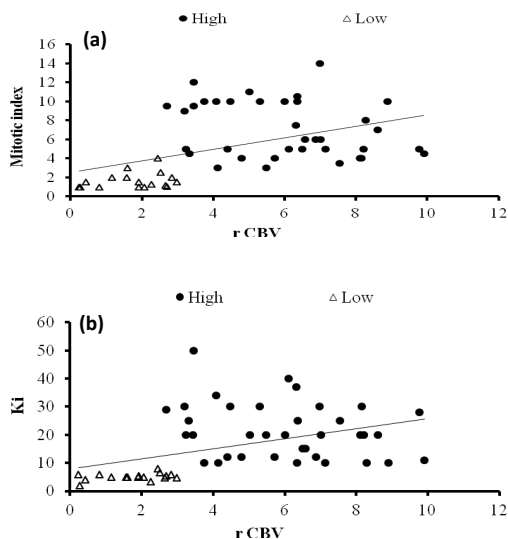 ● High △ Low
(a)
Mitotic index
16
14
12
10
8
6
4
2
0
0 2 4 6 8 10 12
r CBV
● High △ Low
(b)
Ki
60
50
40
30
20
10
0
0 2 4 6 8 10 12
r CBV